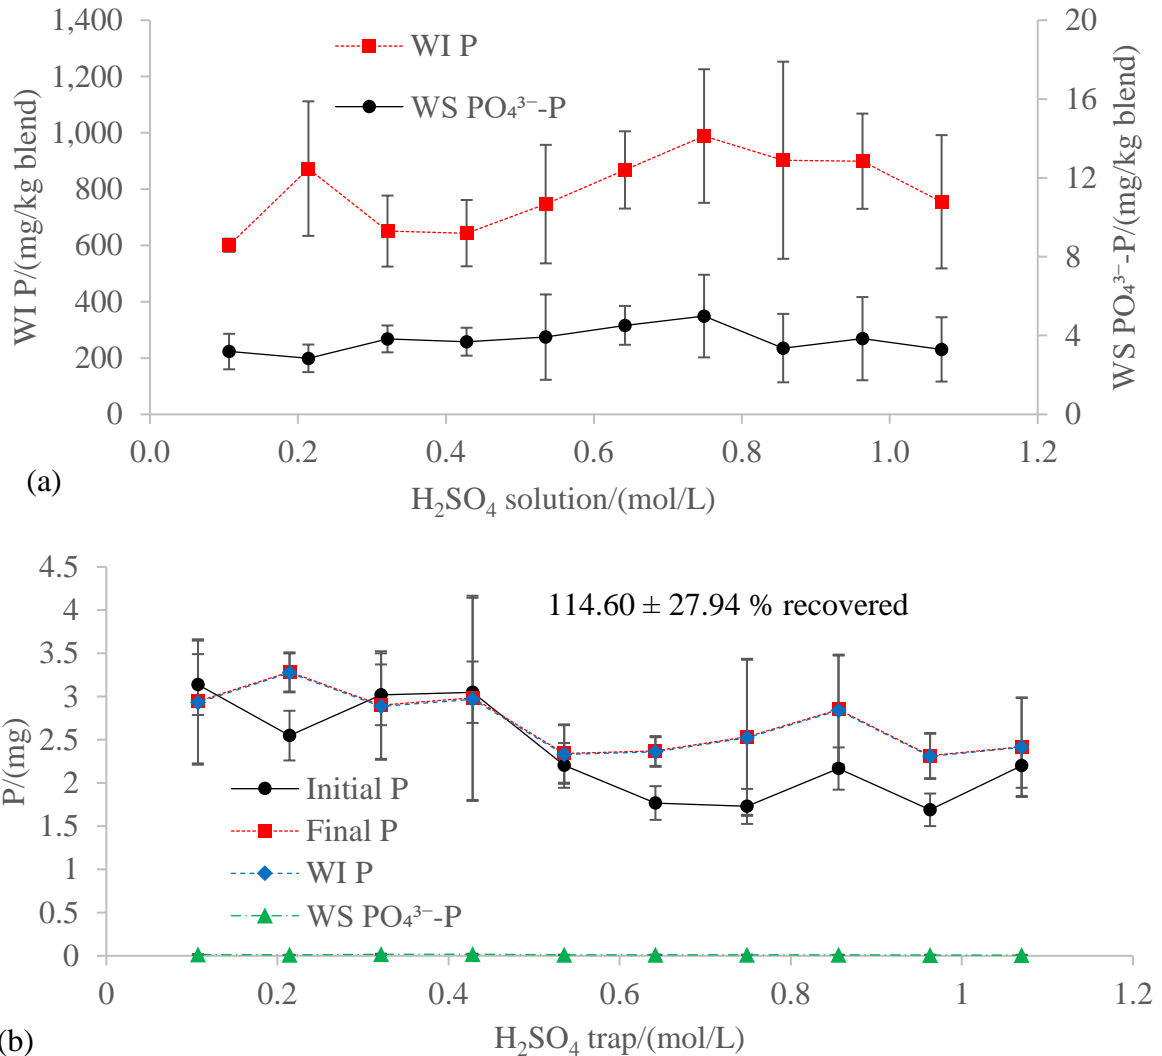 1,400
1,200
1,000
800
600
400
200
0
WI P/(mg/kg blend)
WI P
WS PO₄³⁻-P
20
16
12
8
4
0
WS PO₄³⁻-P/(mg/kg blend)
0.0 0.2 0.4 0.6 0.8 1.0 1.2
(a)
H₂SO₄ solution/(mol/L)
4.5
4
3.5
3
2.5
2
1.5
1
0.5
0
P/(mg)
114.60 ± 27.94 % recovered
Initial P
Final P
WI P
WS PO₄³⁻-P
0 0.2 0.4 0.6 0.8 1 1.2
(b)
H₂SO₄ trap/(mol/L)